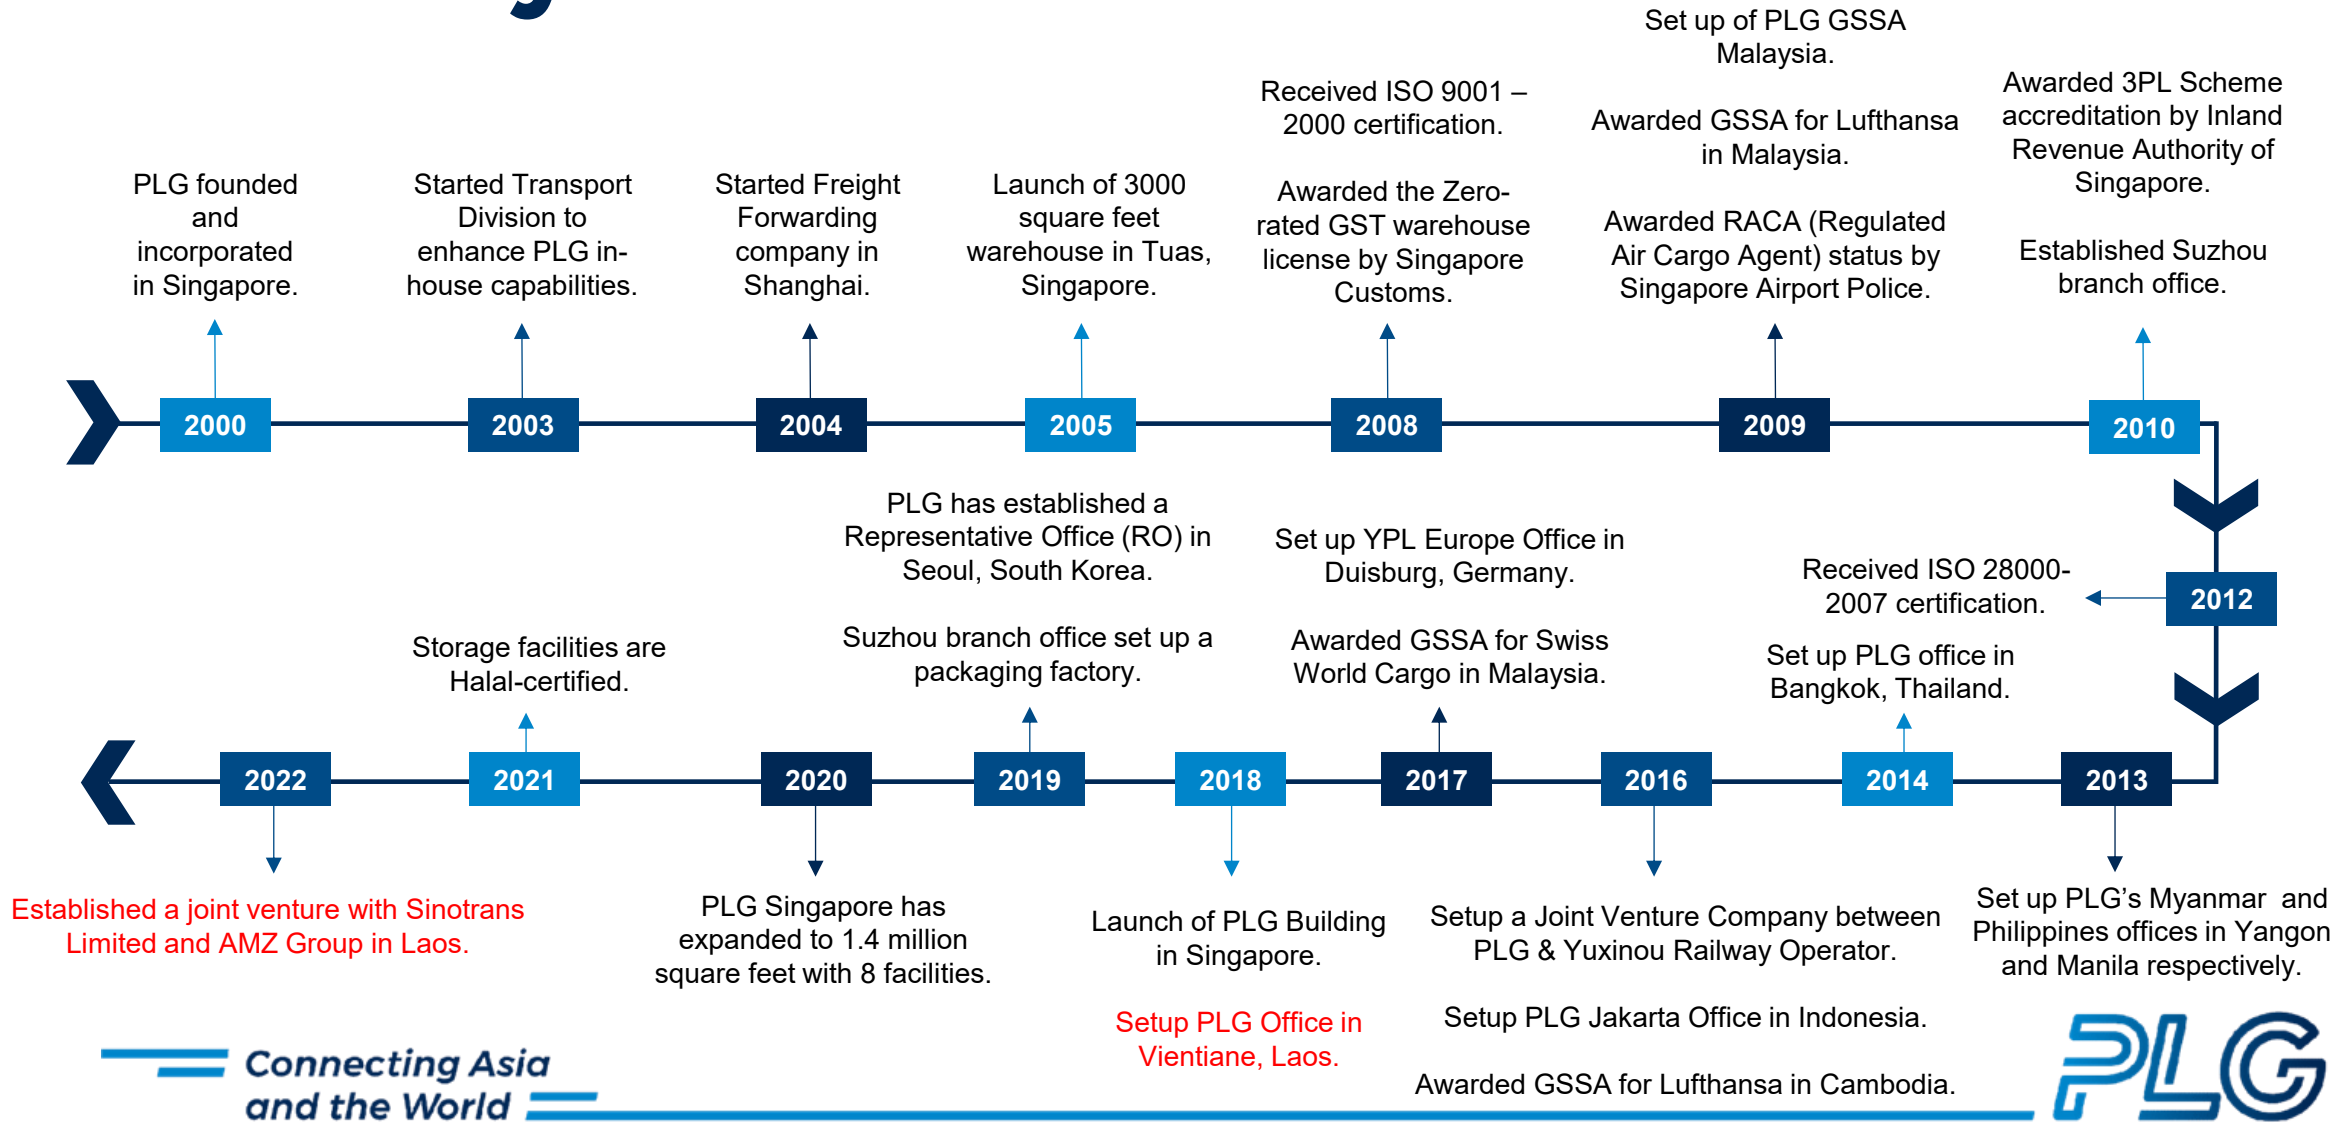 PLG founded
and
incorporated
in Singapore.
Started Transport
Division to
enhance PLG in-
house capabilities.
Started Freight
Forwarding
company in
Shanghai.
Launch of 3000
square feet
warehouse in Tuas,
Singapore.
Received ISO 9001 –
2000 certification.
Awarded the Zero-
rated GST warehouse
license by Singapore
Customs.
Set up of PLG GSSA
Malaysia.
Awarded GSSA for Lufthansa
in Malaysia.
Awarded RACA (Regulated
Air Cargo Agent) status by
Singapore Airport Police.
Awarded 3PL Scheme
accreditation by Inland
Revenue Authority of
Singapore.
Established Suzhou
branch office.
2000
2003
2004
2005
2008
2009
2010
2012
Received ISO 28000-
2007 certification.
Set up PLG office in
Bangkok, Thailand.
Set up YPL Europe Office in
Duisburg, Germany.
Awarded GSSA for Swiss
World Cargo in Malaysia.
PLG has established a
Representative Office (RO) in
Seoul, South Korea.
Suzhou branch office set up a
packaging factory.
Storage facilities are
Halal-certified.
2022
2021
2020
2019
2018
2017
2016
2014
2013
Established a joint venture with Sinotrans
Limited and AMZ Group in Laos.
PLG Singapore has
expanded to 1.4 million
square feet with 8 facilities.
Launch of PLG Building
in Singapore.
Setup PLG Office in
Vientiane, Laos.
Setup a Joint Venture Company between
PLG & Yuxinou Railway Operator.
Setup PLG Jakarta Office in Indonesia.
Awarded GSSA for Lufthansa in Cambodia.
Set up PLG’s Myanmar  and
Philippines offices in Yangon
and Manila respectively.
Connecting Asia
and the World
PLG